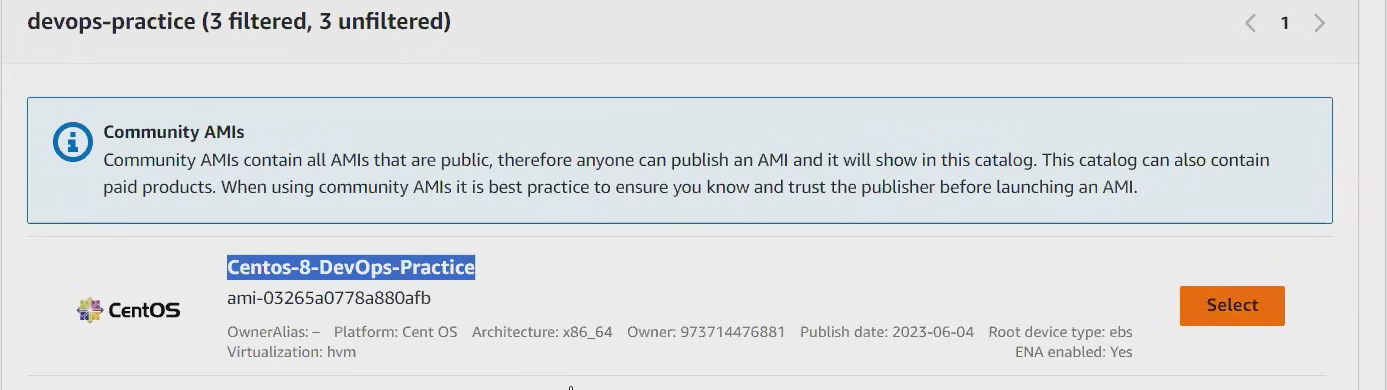 devops-practice (3 filtered, 3 unfiltered)
1
Community AMIs
Community AMIs contain all AMIs that are public, therefore anyone can publish an AMI and it will show in this catalog. This catalog can also contain
paid products. When using community AMIs it is best practice to ensure you know and trust the publisher before launching an AMI.
Centos-8-DevOps-Practice
ami-03265a0778a880afb
CentOS
Select
OwnerAlias: – Platform: Cent OS Architecture: x86_64 Owner: 973714476881 Publish date: 2023-06-04 Root device type: ebs
Virtualization: hvm ENA enabled: Yes